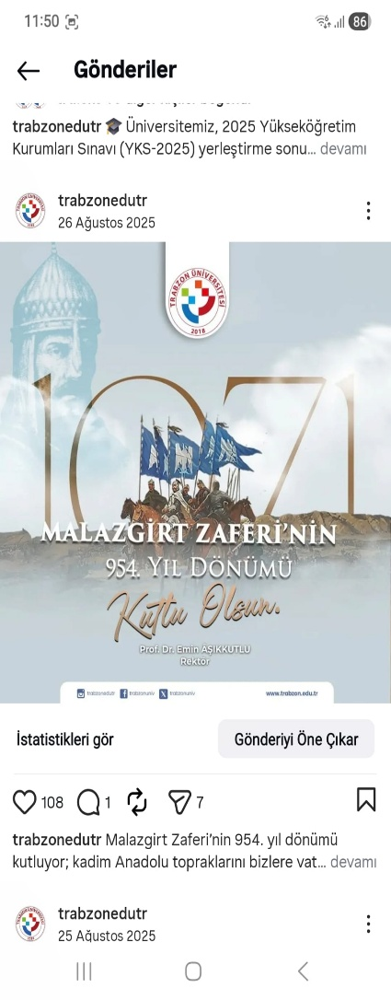 11:50
86
Gönderiler
trabzonedutr 🎓 Üniversitemiz, 2025 Yükseköğretim
Kurumları Sınavı (YKS-2025) yerleştirme sonu... devamı
trabzonedutr
26 Ağustos 2025
TRABZON ÜNİVERSİTESİ
2018
1071
MALAZGİRT ZAFERİ'NİN
954. YIL DÖNÜMÜ
Kutlu Olsun.
Prof. Dr. Emin AŞIKKUTLU
Rektör
trabzonedutr trabzonuniv trabzonuniv www.trabzon.edu.tr
İstatistikleri gör
Gönderiyi Öne Çıkar
108 1 7
trabzonedutr Malazgirt Zaferi'nin 954. yıl dönümü
kutluyor; kadim Anadolu topraklarını bizlere vat... devamı
trabzonedutr
25 Ağustos 2025